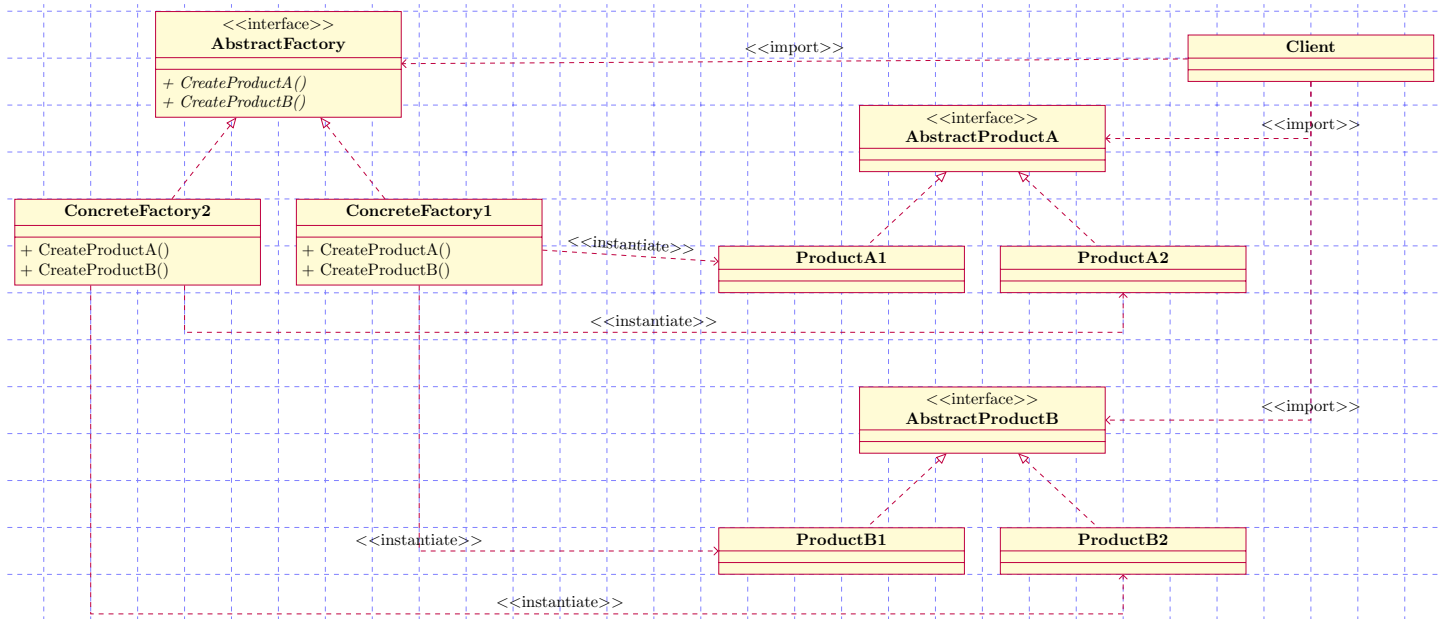 <<interface>>
AbstractFactory
+ CreateProductA()
+ CreateProductB()
<<import>>
Client
<<interface>>
AbstractProductA
<<import>>
ConcreteFactory2
+ CreateProductA()
+ CreateProductB()
ConcreteFactory1
+ CreateProductA()
+ CreateProductB()
<<instantiate>>
ProductA1
ProductA2
<<instantiate>>
<<interface>>
AbstractProductB
<<import>>
<<instantiate>>
ProductB1
ProductB2
<<instantiate>>